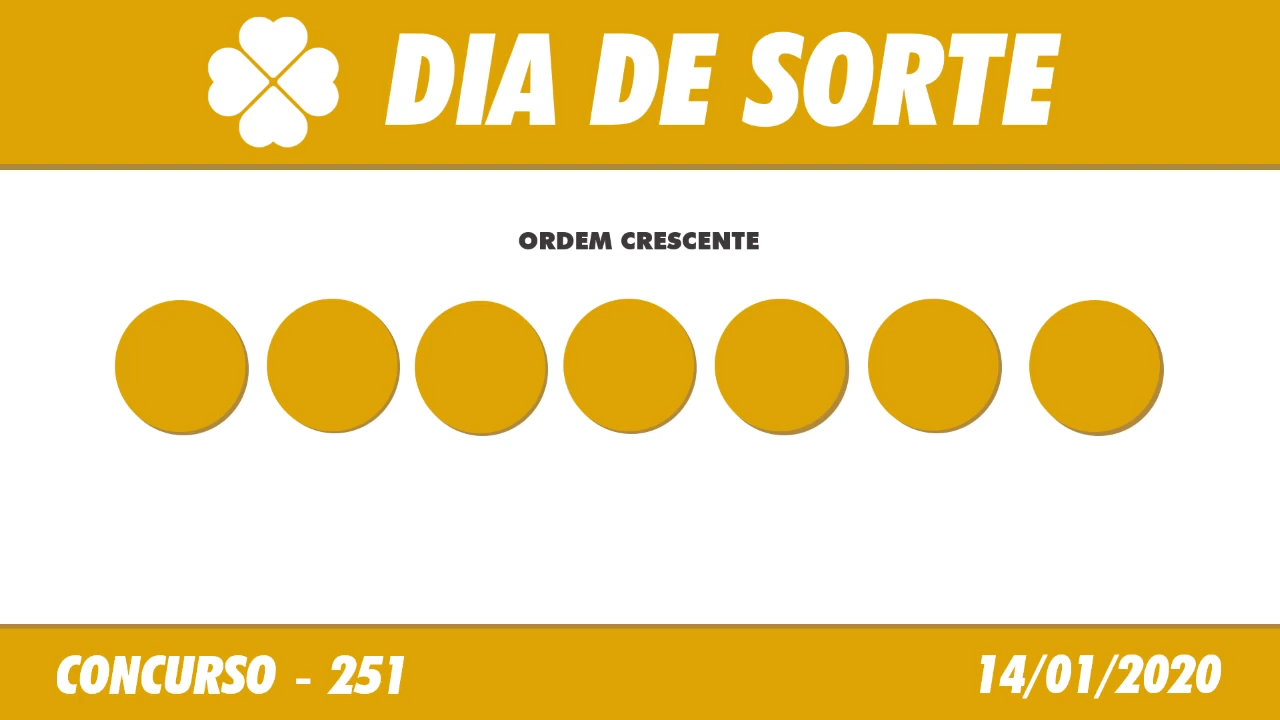 DIA DE SORTE
ORDEM CRESCENTE
CONCURSO - 251
14/01/2020